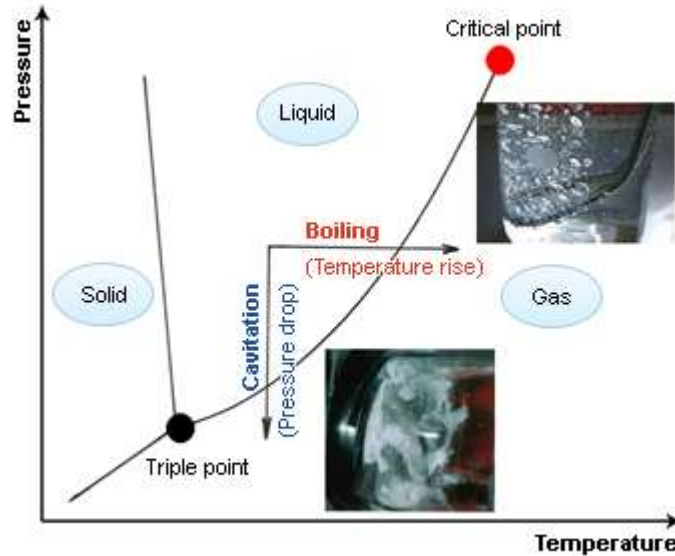 Critical point
Pressure
Liquid
Boiling
(Temperature rise)
Solid
Gas
Cavitation
(Pressure drop)
Triple point
Temperature